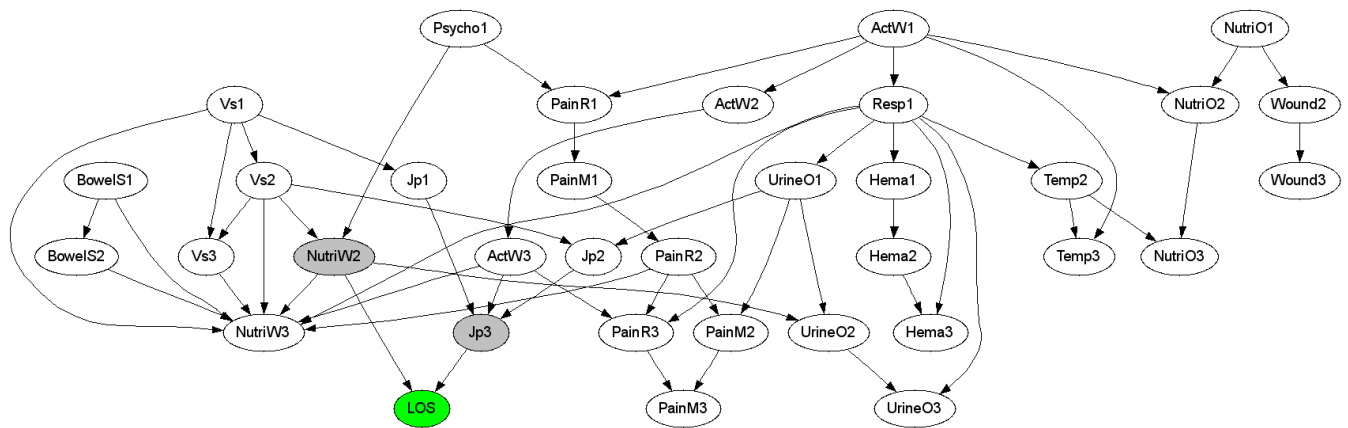 Psycho1 ActW1 NutriO1
Vs1 PainR1 ActW2 Resp1 NutriO2 Wound2
BowelS1 Vs2 Jp1 PainM1 UrineO1 Hema1 Temp2 Wound3
BowelS2 Vs3 NutriW2 ActW3 Jp2 PainR2 Hema2 Temp3 NutriO3
NutriW3 Jp3 PainR3 PainM2 UrineO2 Hema3
LOS PainM3 UrineO3